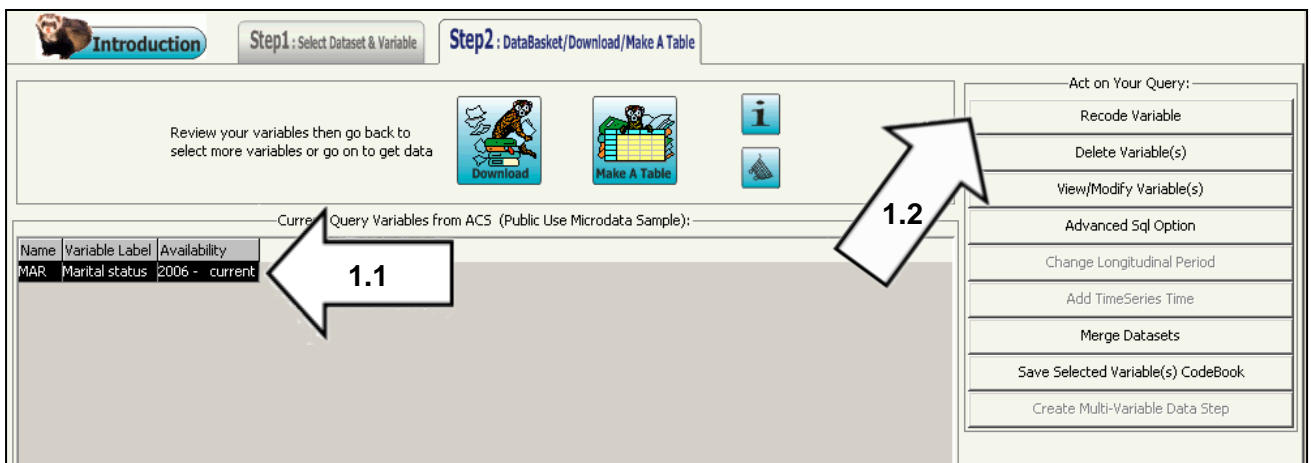 Introduction
Step1 : Select Dataset & Variable
Step2 : DataBasket/Download/Make A Table
Review your variables then go back to
select more variables or go on to get data
Download
Make A Table
i
Act on Your Query:
Recode Variable
Delete Variable(s)
View/Modify Variable(s)
Advanced Sql Option
Change Longitudinal Period
Add TimeSeries Time
Merge Datasets
Save Selected Variable(s) CodeBook
Create Multi-Variable Data Step
1.2
Curre Query Variables from ACS (Public Use Microdata Sample):
Name Variable Label Availability
MAR Marital status 2006 - current
1.1